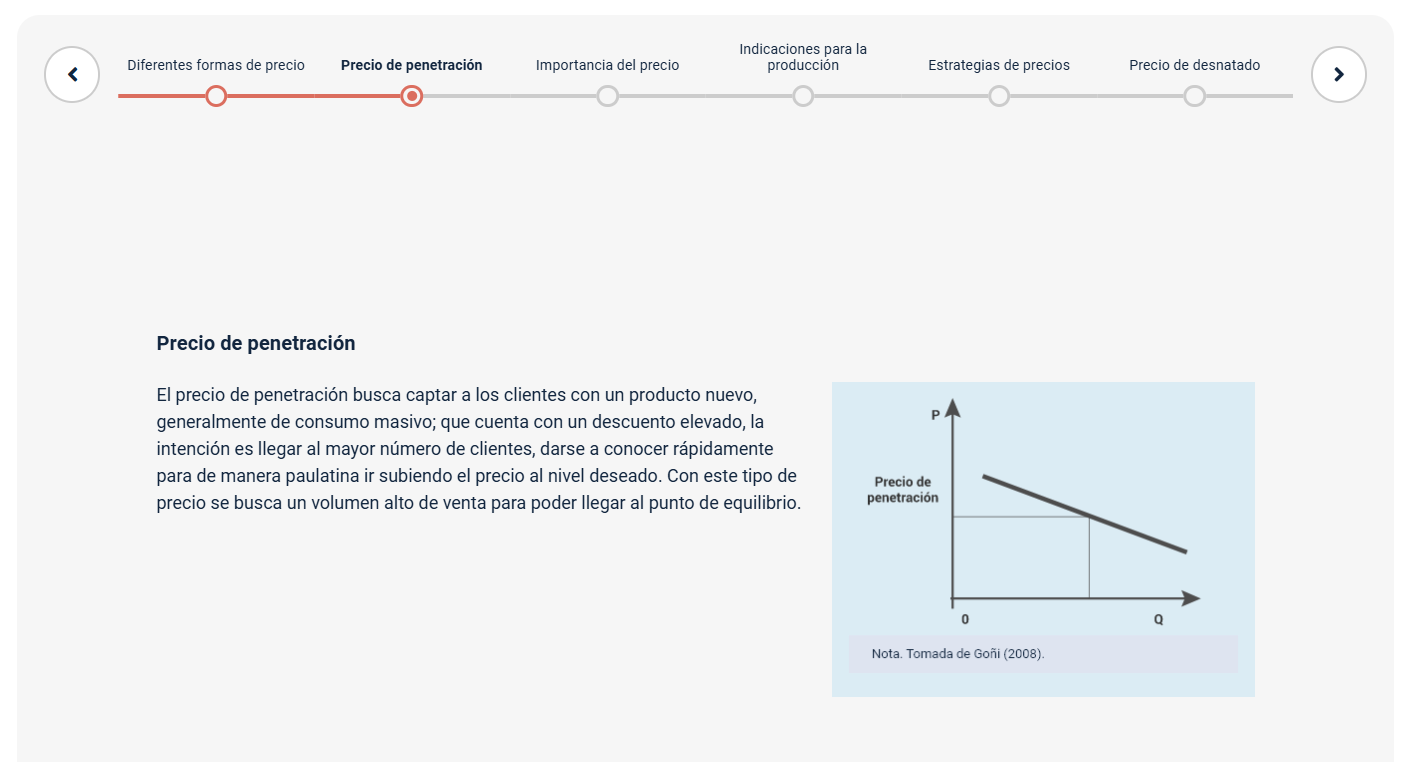 Diferentes formas de precio
Precio de penetración
Importancia del precio
Indicaciones para la
producción
Estrategias de precios
Precio de desnatado
Precio de penetración
El precio de penetración busca captar a los clientes con un producto nuevo,
generalmente de consumo masivo; que cuenta con un descuento elevado, la
intención es llegar al mayor número de clientes, darse a conocer rápidamente
para de manera paulatina ir subiendo el precio al nivel deseado. Con este tipo de
precio se busca un volumen alto de venta para poder llegar al punto de equilibrio.
P
Precio de
penetración
0
Q
Nota. Tomada de Goñi (2008).